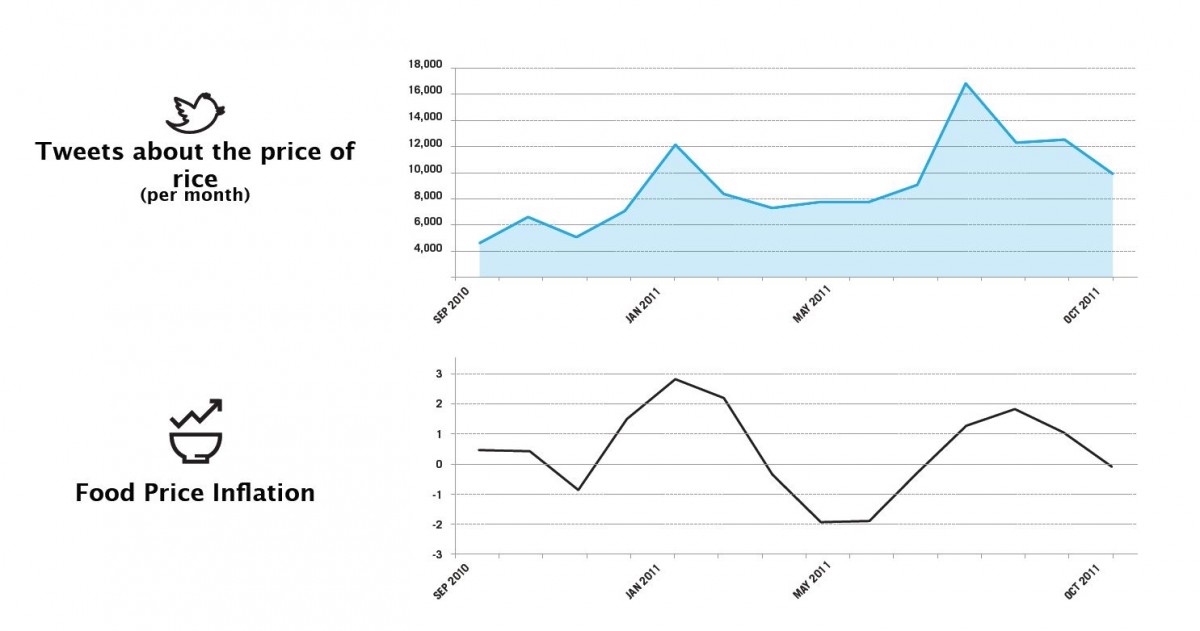 Tweets about the price of
rice
(per month)
18,000
16,000
14,000
12,000
10,000
8,000
6,000
4,000
SEP 2010
JAN 2011
MAY 2011
OCT 2011
Food Price Inflation
3
2
1
0
-1
-2
-3
SEP 2010
JAN 2011
MAY 2011
OCT 2011